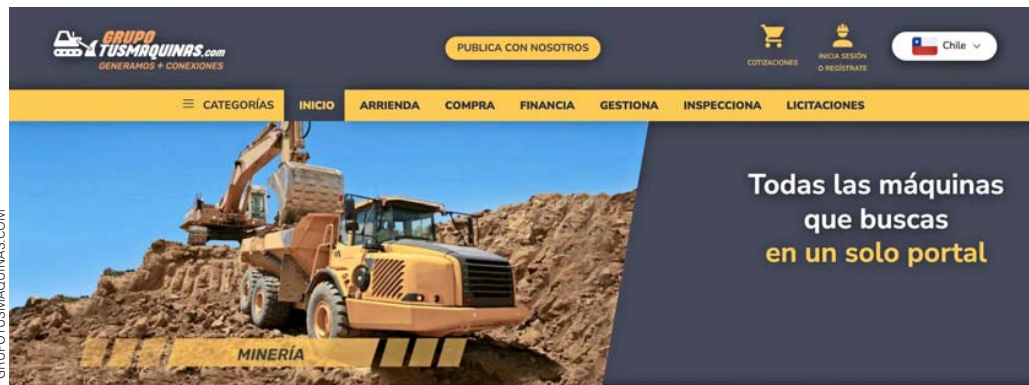 GRUPO
TUSMAQUINAS.com
GENERAMOS + CONEXIONES
PUBLICA CON NOSOTROS
COTIZACIONES
INICIA SESIÓN
O REGÍSTRATE
Chile
CATEGORÍAS INICIO ARRIENDA COMPRA FINANCIA GESTIONA INSPECCIONA LICITACIONES
Todas las máquinas
que buscas
en un solo portal
MINERÍA
GRUPOTUSMAQUINAS.COM